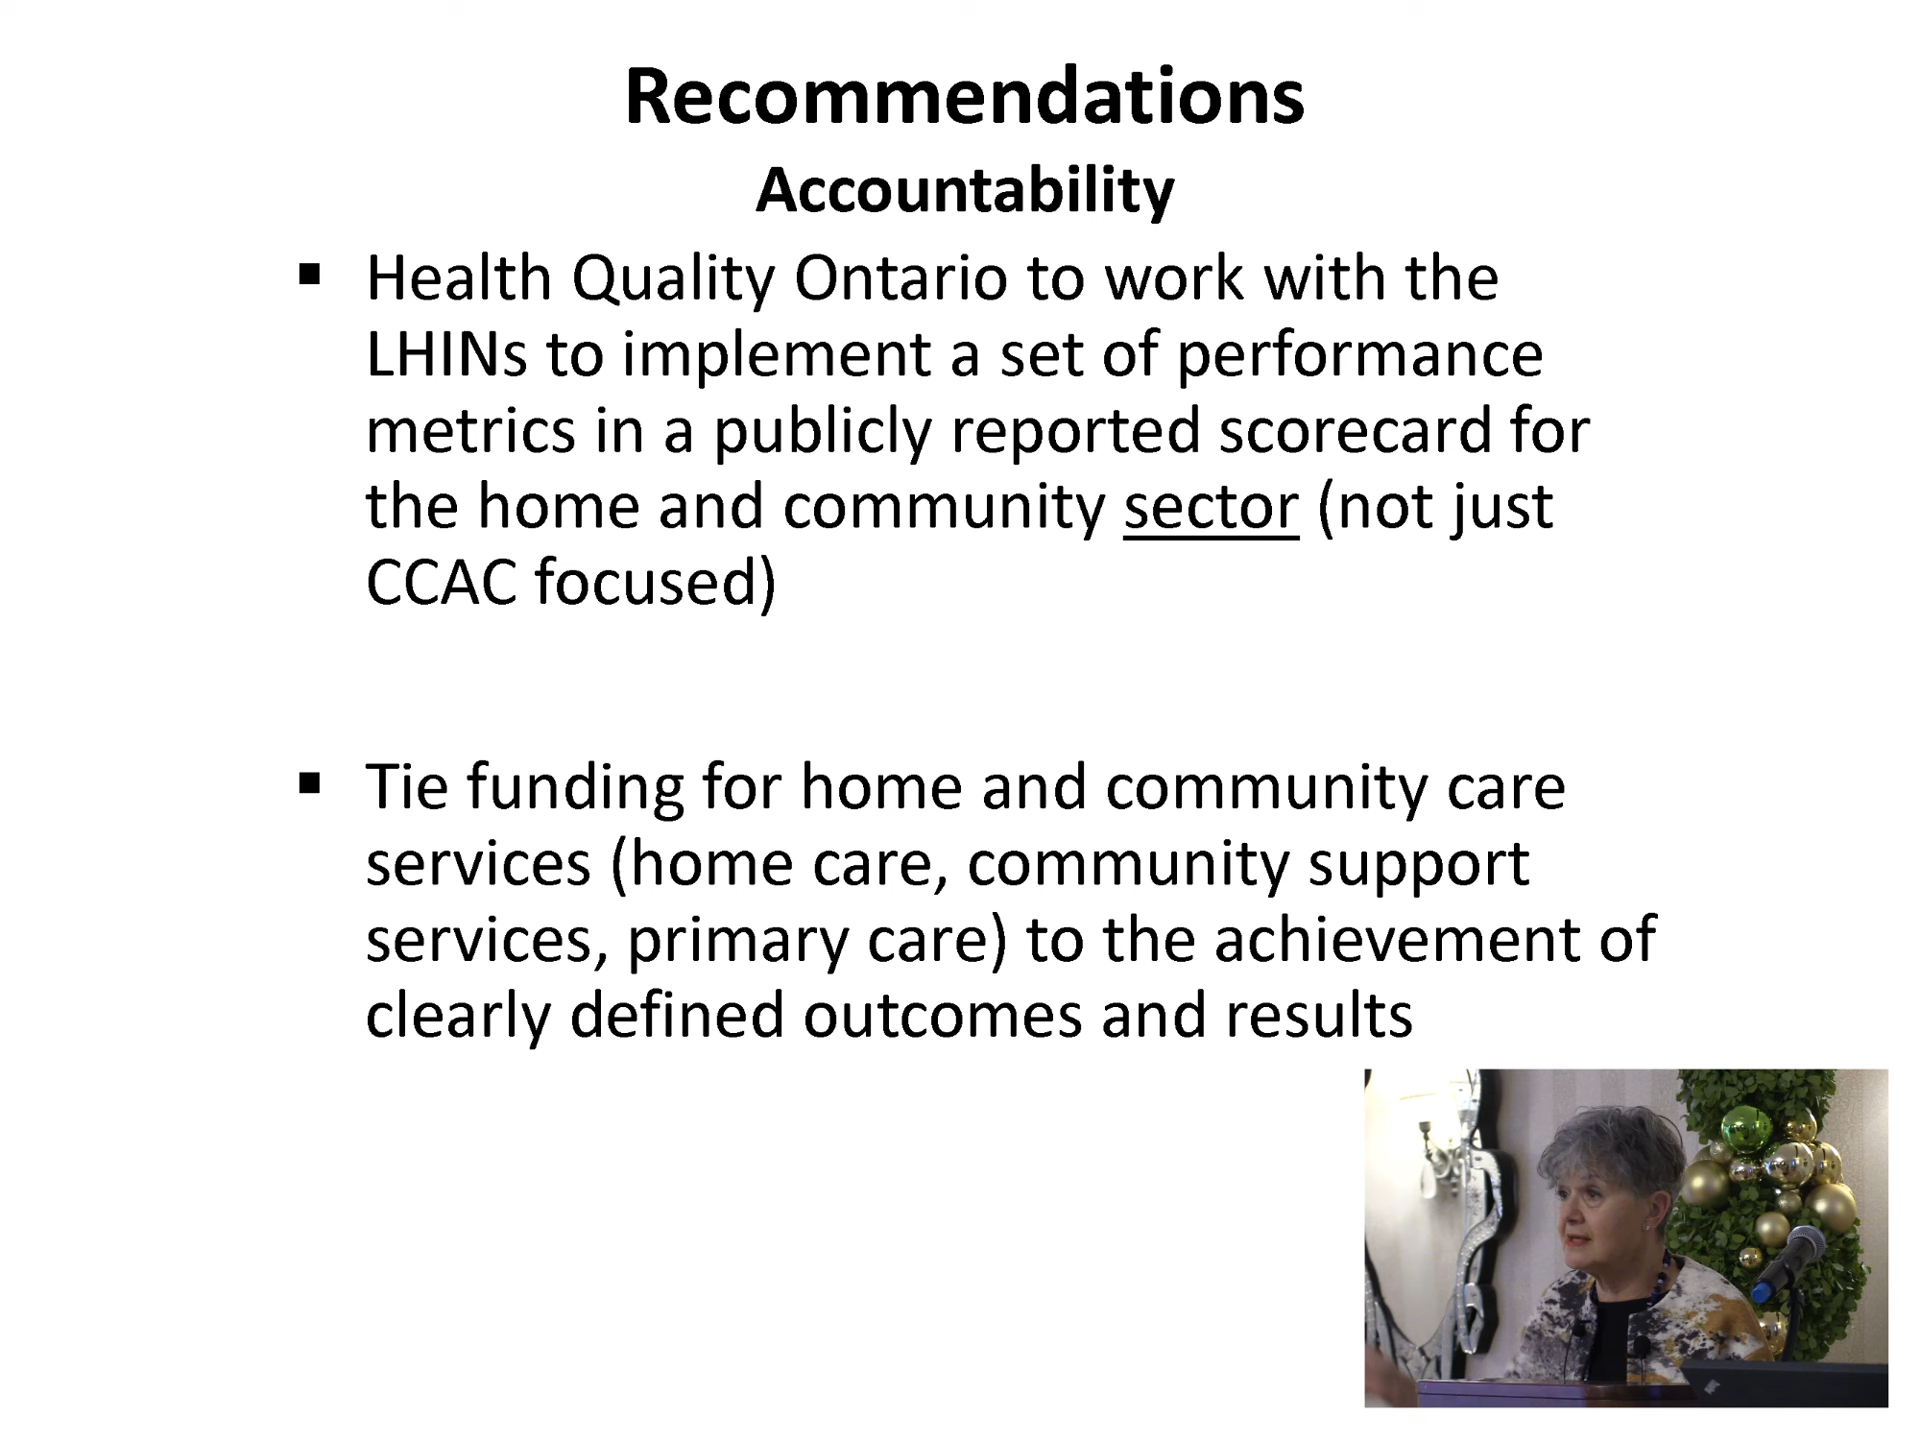 Recommendations
Accountability
▪ Health Quality Ontario to work with the
LHINs to implement a set of performance
metrics in a publicly reported scorecard for
the home and community sector (not just
CCAC focused)
▪ Tie funding for home and community care
services (home care, community support
services, primary care) to the achievement of
clearly defined outcomes and results